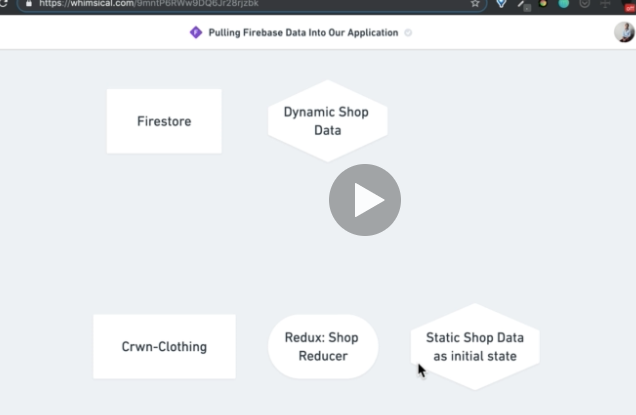 https://whimsical.com/9mntP6RWw9DQ6Jr28rjzbk
Pulling Firebase Data Into Our Application
Firestore
Dynamic Shop
Data
Crwn-Clothing
Redux: Shop
Reducer
Static Shop Data
as initial state